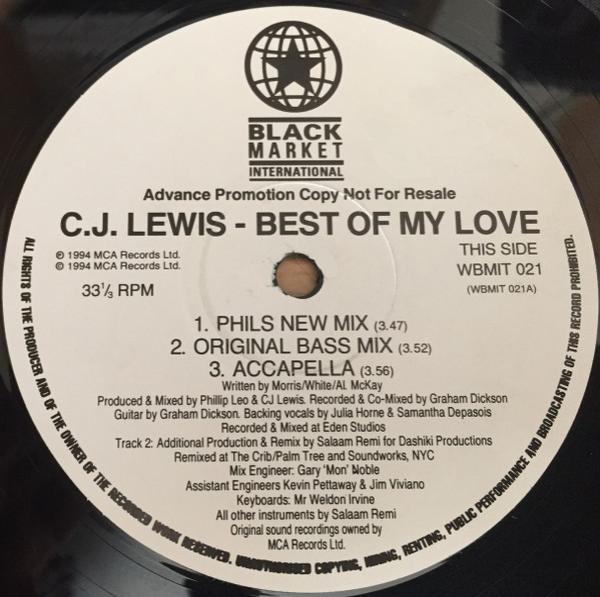 BLACK
MARKET
INTERNATIONAL
Advance Promotion Copy Not For Resale
C.J. LEWIS - BEST OF MY LOVE
℗ 1994 MCA Records Ltd.
© 1994 MCA Records Ltd.
33⅓ RPM
THIS SIDE
WBMIT 021
(WBMIT 021A)
1. PHILS NEW MIX (3.47)
2. ORIGINAL BASS MIX (3.52)
3. ACCAPELLA (3.56)
Written by Morris/White/Al. McKay
Produced & Mixed by Phillip Leo & CJ Lewis. Recorded & Co-Mixed by Graham Dickson
Guitar by Graham Dickson. Backing vocals by Julia Horne & Samantha Depasois
Recorded & Mixed at Eden Studios
Track 2: Additional Production & Remix by Salaam Remi for Dashiki Productions
Remixed at The Crib/Palm Tree and Soundworks, NYC
Mix Engineer: Gary 'Mon' Noble
Assistant Engineers Kevin Pettaway & Jim Viviano
Keyboards: Mr Weldon Irvine
All other instruments by Salaam Remi
Original sound recordings owned by
MCA Records Ltd.
ALL RIGHTS OF THE PRODUCER AND OF THE OWNER OF THE RECORDED WORK RESERVED. UNAUTHORISED COPYING, HIRING, RENTING, PUBLIC PERFORMANCE AND BROADCASTING OF THIS RECORD PROHIBITED.